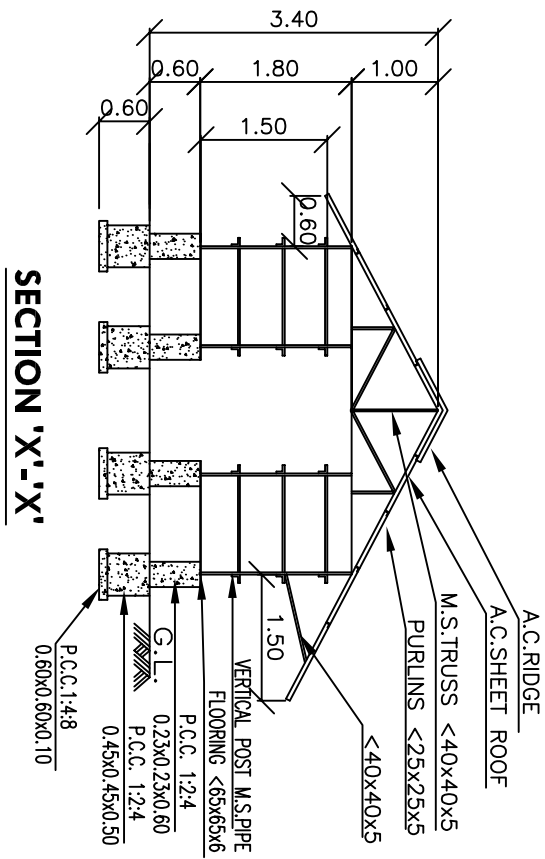 3.40
0.60
1.80
1.00
0.60
1.50
0.60
A.C.RIDGE
A.C.SHEET ROOF
M.S.TRUSS <40x40x5
PURLINS <25x25x5
<40x40x5
1.50
VERTICAL POST M.S.PIPE
FLOORING <65x65x6
P.C.C. 1:2:4
0.23x0.23x0.60
P.C.C. 1:2:4
0.45x0.45x0.50
P.C.C.1:4:8
0.60x0.60x0.10
G.L.
SECTION 'X'-'X'